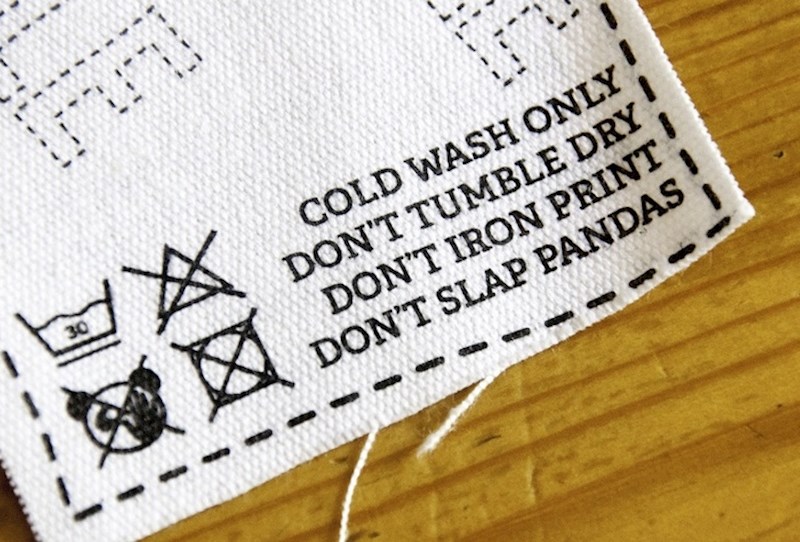 COLD WASH ONLY
DON'T TUMBLE DRY
DON'T IRON PRINT
DON'T SLAP PANDAS
30